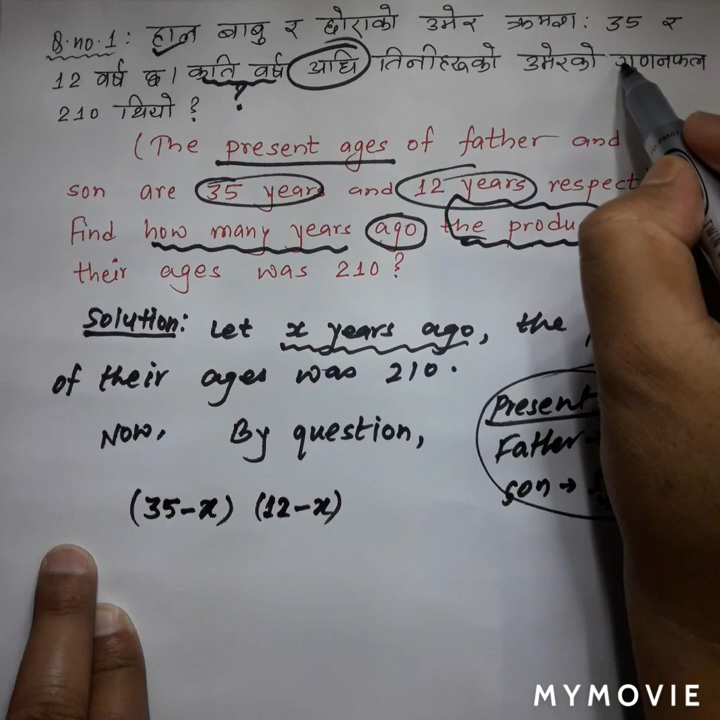 Q.no.1: हाल बाबु र छोराको उमेर क्रमशः 35 र
12 वर्ष छ। कति वर्ष अघि तिनीहरूको उमेरको गुणनफल
210 थियो ?
?
(The present ages of father and
son are 35 years and 12 years respect
Find how many years ago the produ
their ages was 210?
Solution: Let x years ago, the
of their ages was 210.
Now, By question,
(35-x) (12-x)
Present
Father→
son→
MYMOVIE